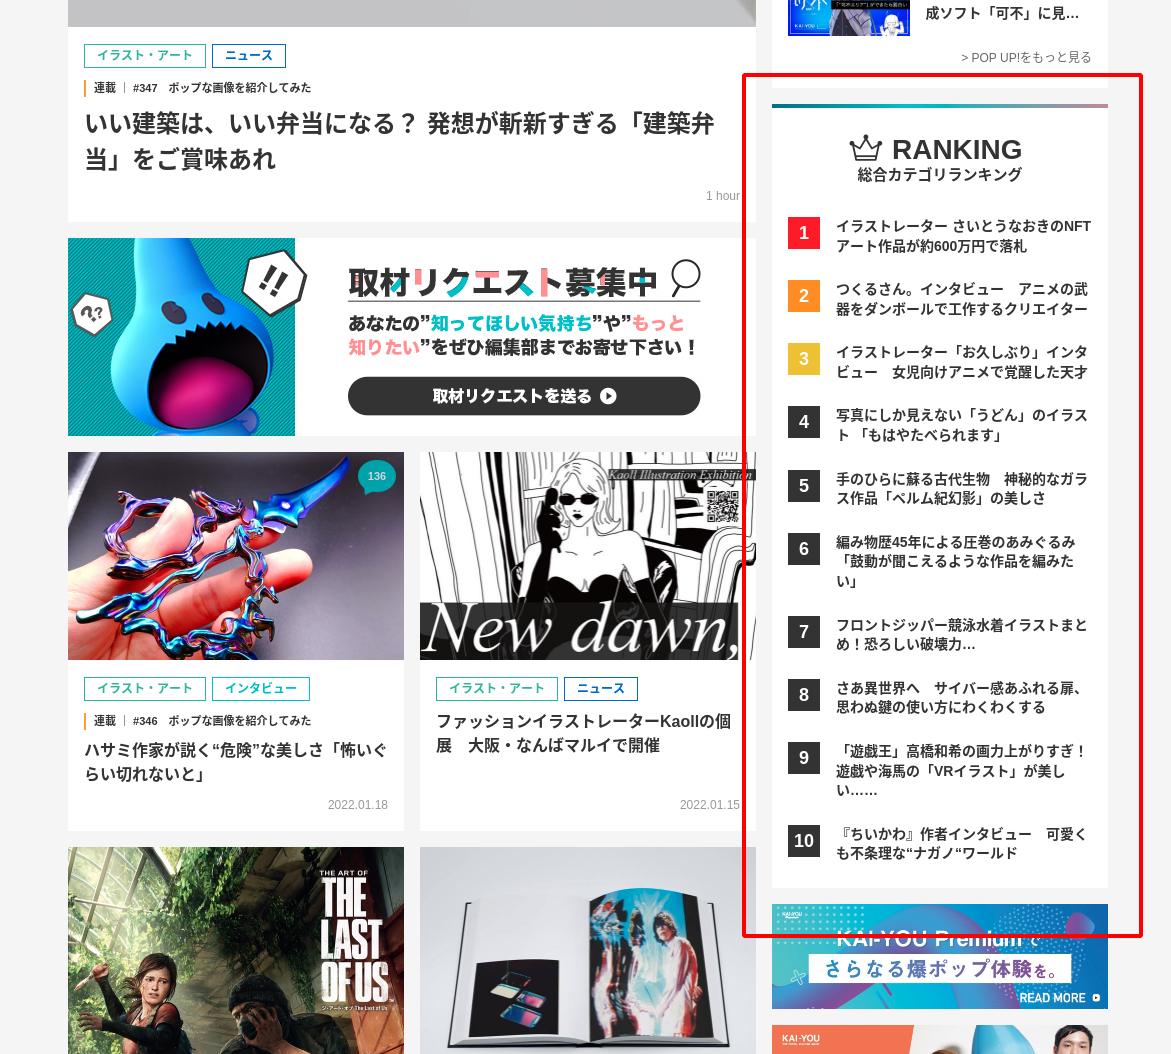 イラスト・アート
ニュース
連載
#347 ポップな画像を紹介してみた
いい建築は、いい弁当になる？ 発想が斬新すぎる「建築弁
当」をご賞味あれ
1 hour
!!
??
取材リクエスト募集中
あなたの”知ってほしい気持ち”や”もっと
知りたい”をぜひ編集部までお寄せ下さい！
取材リクエストを送る
136
イラスト・アート
インタビュー
連載
#346 ポップな画像を紹介してみた
ハサミ作家が説く“危険”な美しさ「怖いぐ
らい切れないと」
2022.01.18
Kaoll Illustration Exhibition
New dawn,
イラスト・アート
ニュース
ファッションイラストレーターKaollの個
展　大阪・なんばマルイで開催
2022.01.15
THE ART OF
THE
LAST
OF US
ジ・アート・オブ The Last of Us
成ソフト「可不」に見…
> POP UP!をもっと見る
RANKING
総合カテゴリランキング
1
イラストレーター さいとうなおきのNFT
アート作品が約600万円で落札
2
つくるさん。インタビュー　アニメの武
器をダンボールで工作するクリエイター
3
イラストレーター「お久しぶり」インタ
ビュー　女児向けアニメで覚醒した天才
4
写真にしか見えない「うどん」のイラス
ト 「もはやたべられます」
5
手のひらに蘇る古代生物　神秘的なガラ
ス作品「ペルム紀幻影」の美しさ
6
編み物歴45年による圧巻のあみぐるみ
「鼓動が聞こえるような作品を編みた
い」
7
フロントジッパー競泳水着イラストまと
め！恐ろしい破壊力…
8
さあ異世界へ　サイバー感あふれる扉、
思わぬ鍵の使い方にわくわくする
9
「遊戯王」高橋和希の画力上がりすぎ！
遊戯や海馬の「VRイラスト」が美し
い……
10
『ちいかわ』作者インタビュー　可愛く
も不条理な“ナガノ“ワールド
KAI-YOU
KAI-YOU Premiumで
さらなる爆ポップ体験を。
READ MORE
KAI-YOU